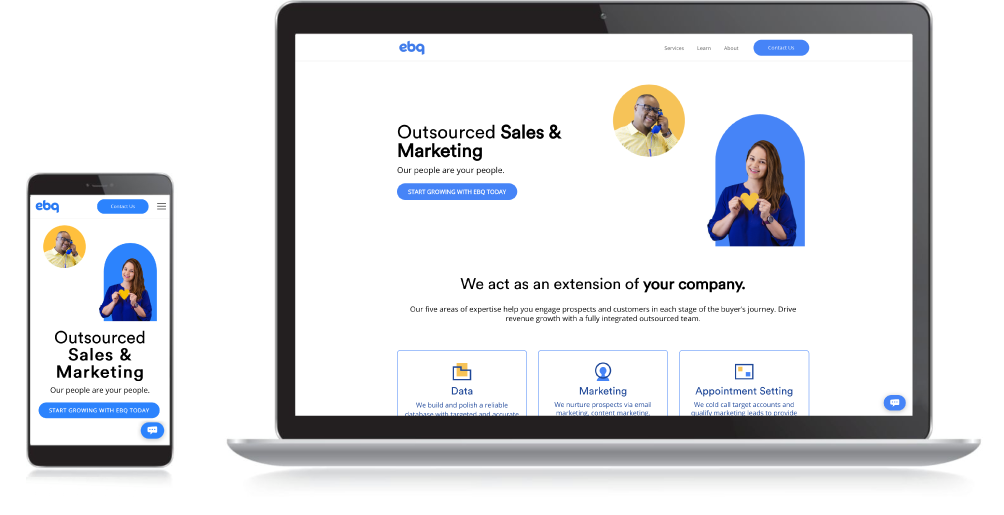 ebq
Services Learn About Contact Us
Outsourced Sales &
Marketing
Our people are your people.
START GROWING WITH EBQ TODAY
We act as an extension of your company.
Our five areas of expertise help you engage prospects and customers in each stage of the buyer's journey. Drive
revenue growth with a fully integrated outsourced team.
Data
We build and polish a reliable
database with targeted and accurate
Marketing
We nurture prospects via email
marketing, content marketing,
Appointment Setting
We cold call target accounts and
qualify marketing leads to provide
ebq
Contact Us
Outsourced
Sales &
Marketing
Our people are your people.
START GROWING WITH EBQ TODAY